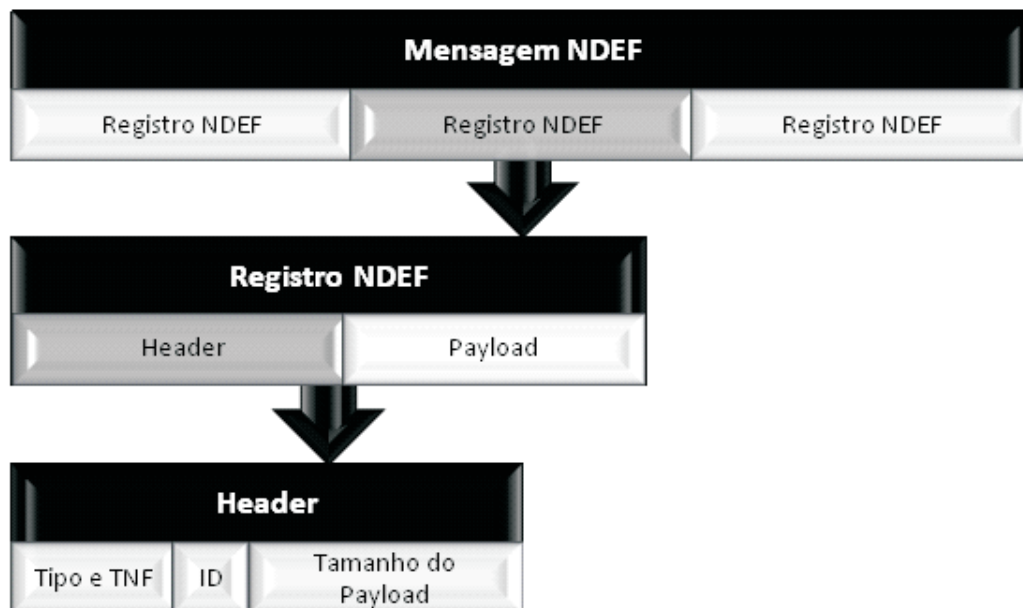 Mensagem NDEF
Registro NDEF
Registro NDEF
Registro NDEF
Registro NDEF
Header
Payload
Header
Tipo e TNF
ID
Tamanho do
Payload